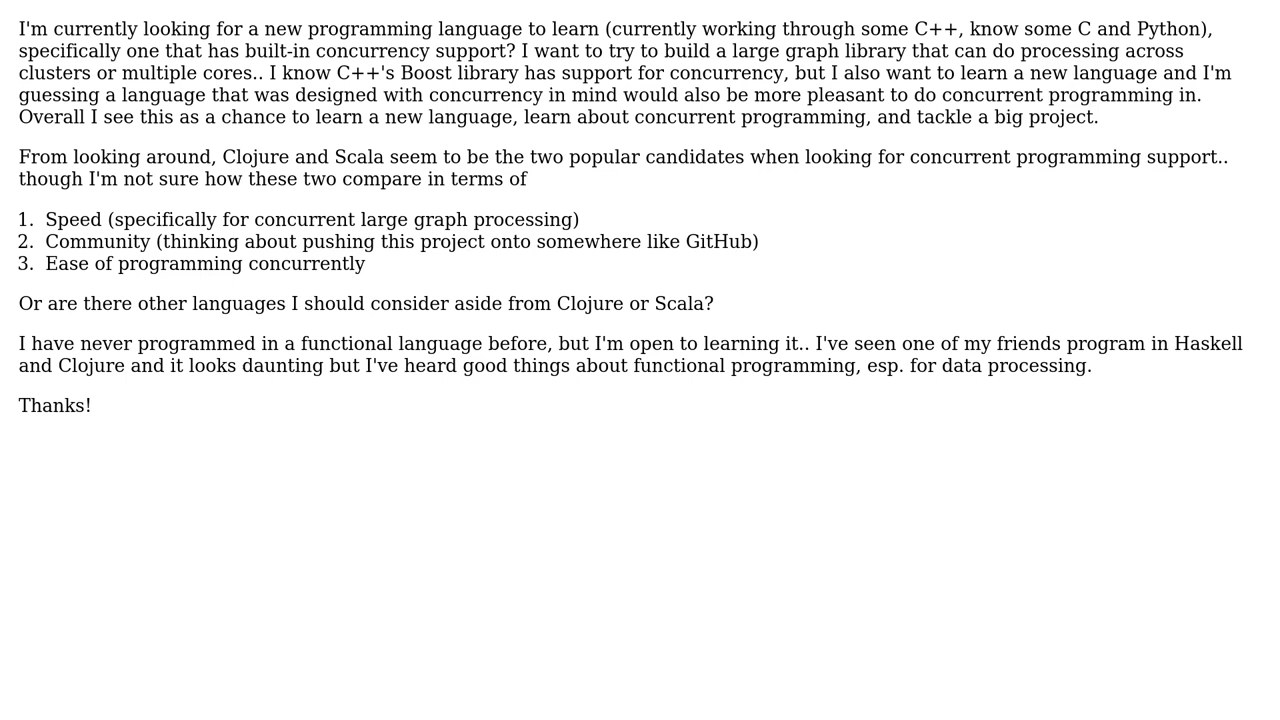 I'm currently looking for a new programming language to learn (currently working through some C++, know some C and Python),
specifically one that has built-in concurrency support? I want to try to build a large graph library that can do processing across
clusters or multiple cores.. I know C++'s Boost library has support for concurrency, but I also want to learn a new language and I'm
guessing a language that was designed with concurrency in mind would also be more pleasant to do concurrent programming in.
Overall I see this as a chance to learn a new language, learn about concurrent programming, and tackle a big project.
From looking around, Clojure and Scala seem to be the two popular candidates when looking for concurrent programming support..
though I'm not sure how these two compare in terms of
1. Speed (specifically for concurrent large graph processing)
2. Community (thinking about pushing this project onto somewhere like GitHub)
3. Ease of programming concurrently
Or are there other languages I should consider aside from Clojure or Scala?
I have never programmed in a functional language before, but I'm open to learning it.. I've seen one of my friends program in Haskell
and Clojure and it looks daunting but I've heard good things about functional programming, esp. for data processing.
Thanks!